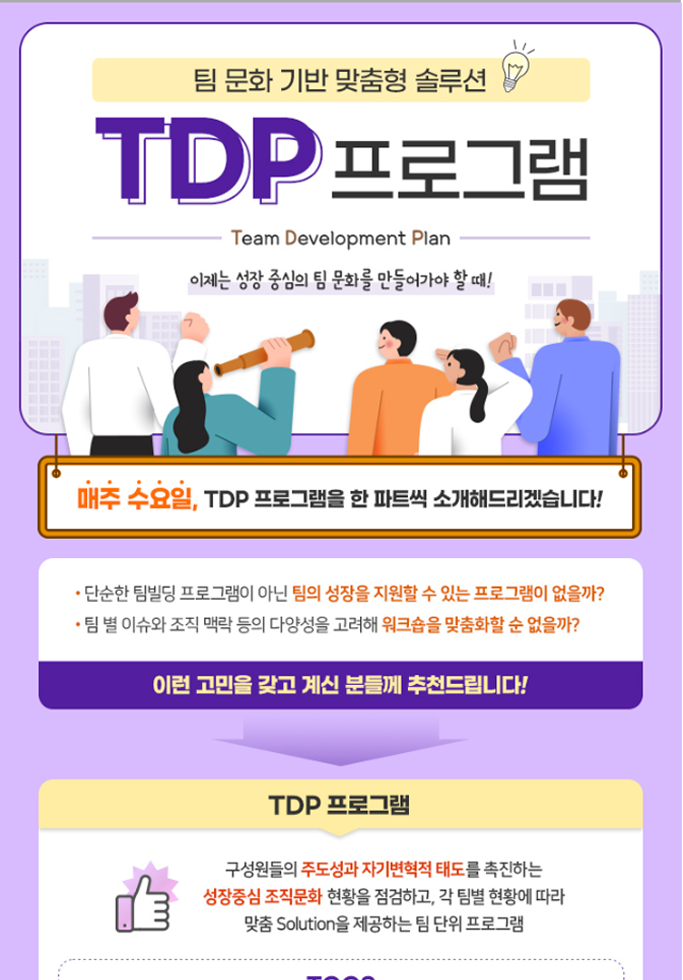 팀 문화 기반 맞춤형 솔루션
TDP 프로그램
Team Development Plan
이제는 성장 중심의 팀 문화를 만들어가야 할 때!
매주 수요일, TDP 프로그램을 한 파트씩 소개해드리겠습니다!
• 단순한 팀빌딩 프로그램이 아닌 팀의 성장을 지원할 수 있는 프로그램이 없을까?
• 팀 별 이슈와 조직 맥락 등의 다양성을 고려해 워크숍을 맞춤화할 순 없을까?
이런 고민을 갖고 계신 분들께 추천드립니다!
TDP 프로그램
구성원들의 주도성과 자기변혁적 태도를 촉진하는
성장중심 조직문화 현황을 점검하고, 각 팀별 현황에 따라
맞춤 Solution을 제공하는 팀 단위 프로그램